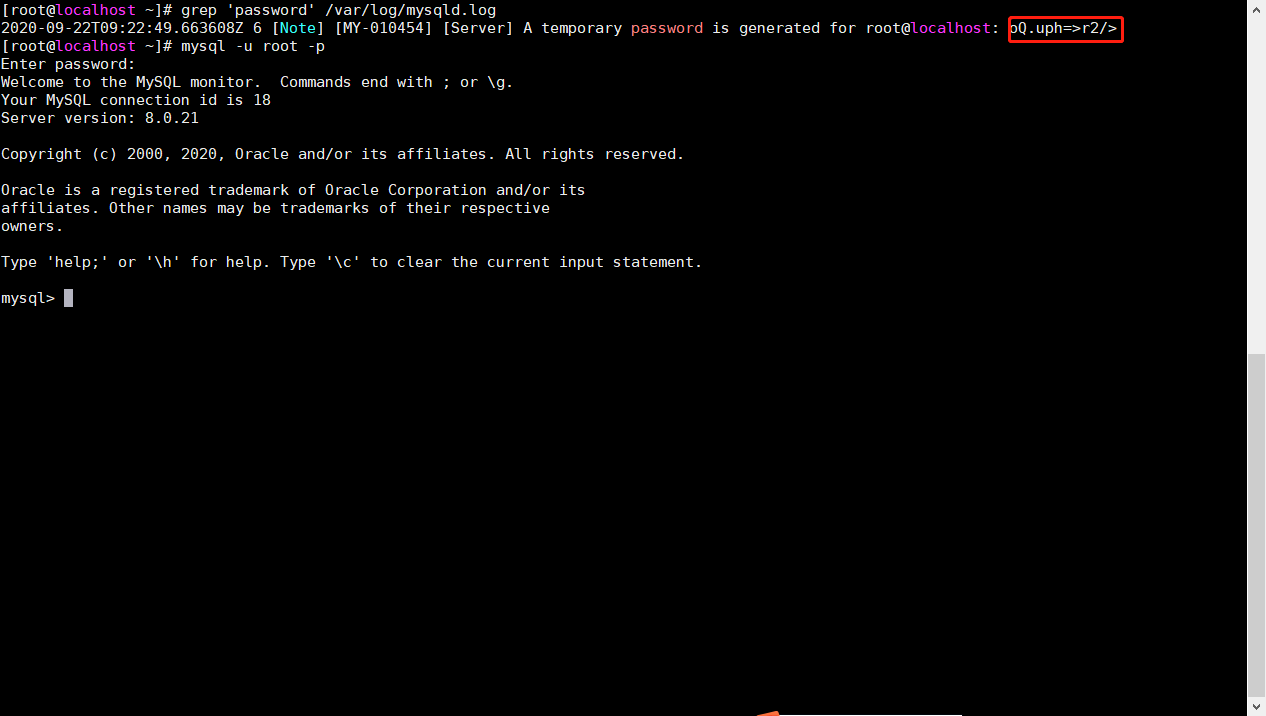 [root@localhost ~]# grep 'password' /var/log/mysqld.log
2020-09-22T09:22:49.663608Z 6 [Note] [MY-010454] [Server] A temporary password is generated for root@localhost: pQ.uph=>r2/>
[root@localhost ~]# mysql -u root -p
Enter password:
Welcome to the MySQL monitor.  Commands end with ; or \g.
Your MySQL connection id is 18
Server version: 8.0.21
Copyright (c) 2000, 2020, Oracle and/or its affiliates. All rights reserved.
Oracle is a registered trademark of Oracle Corporation and/or its
affiliates. Other names may be trademarks of their respective
owners.
Type 'help;' or '\h' for help. Type '\c' to clear the current input statement.
mysql>